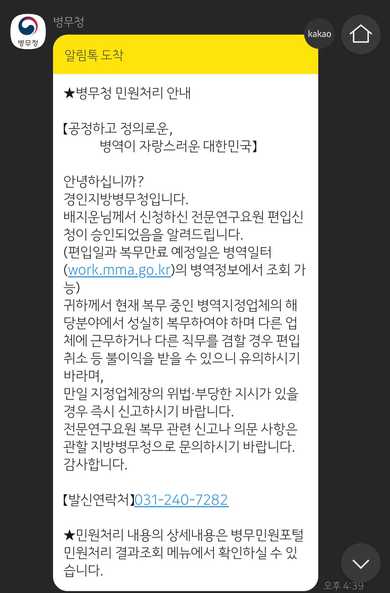 병무청
병무청
kakao
알림톡 도착
★병무청 민원처리 안내
【공정하고 정의로운,
병역이 자랑스러운 대한민국】
안녕하십니까?
경인지방병무청입니다.
배지운님께서 신청하신 전문연구요원 편입신
청이 승인되었음을 알려드립니다.
(편입일과 복무만료 예정일은 병역일터
(work.mma.go.kr)의 병역정보에서 조회 가
능)
귀하께서 현재 복무 중인 병역지정업체의 해
당분야에서 성실히 복무하여야 하며 다른 업
체에 근무하거나 다른 직무를 겸할 경우 편입
취소 등 불이익을 받을 수 있으니 유의하시기
바라며,
만일 지정업체장의 위법·부당한 지시가 있을
경우 즉시 신고하시기 바랍니다.
전문연구요원 복무 관련 신고나 의문 사항은
관할 지방병무청으로 문의하시기 바랍니다.
감사합니다.
【발신연락처】031-240-7282
★민원처리 내용의 상세내용은 병무민원포털
민원처리 결과조회 메뉴에서 확인하실 수 있
습니다.
오후 4:39